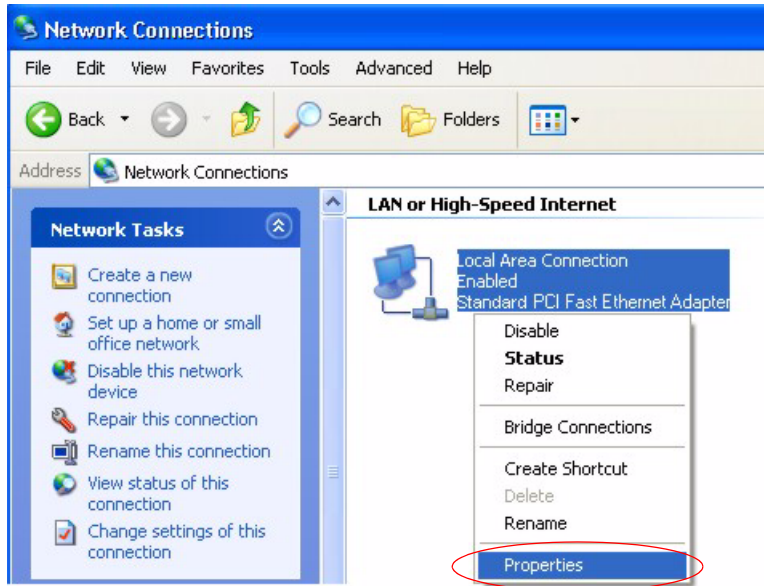 Network Connections
File Edit View Favorites Tools Advanced Help
Back Search Folders
Address Network Connections
Network Tasks
Create a new
connection
Set up a home or small
office network
Disable this network
device
Repair this connection
Rename this connection
View status of this
connection
Change settings of this
connection
LAN or High-Speed Internet
Local Area Connection
Enabled
Standard PCI Fast Ethernet Adapter
Disable
Status
Repair
Bridge Connections
Create Shortcut
Delete
Rename
Properties